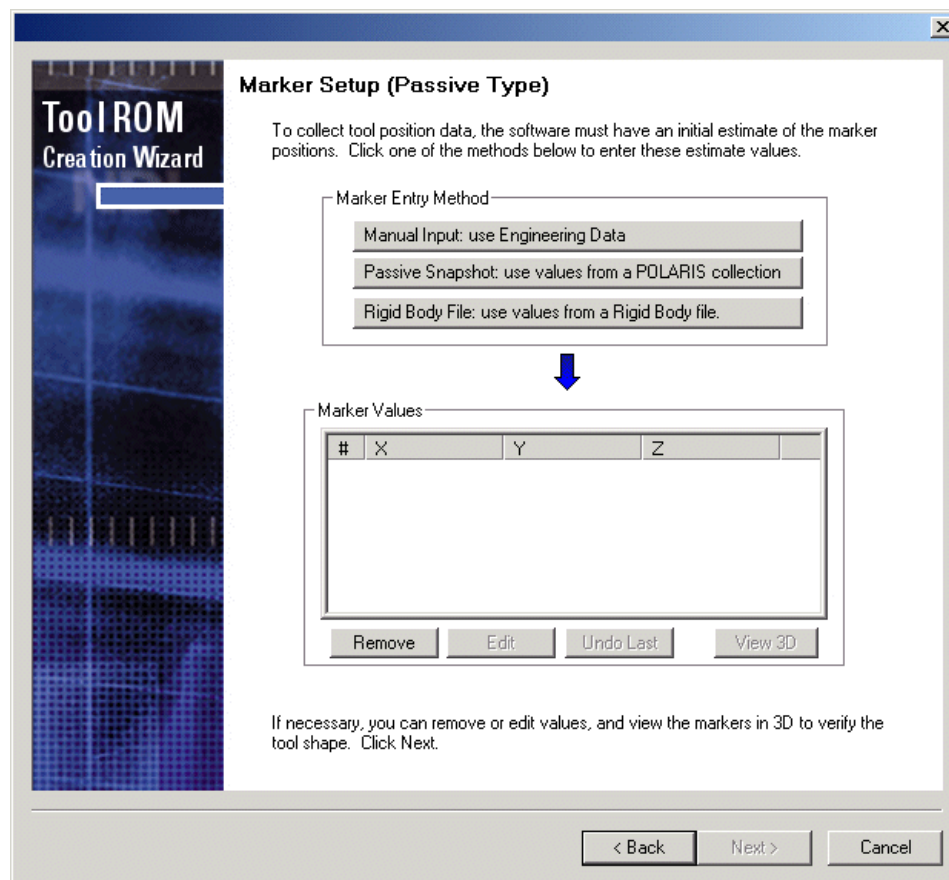 Tool ROM
Creation Wizard
Marker Setup (Passive Type)
To collect tool position data, the software must have an initial estimate of the marker
positions. Click one of the methods below to enter these estimate values.
Marker Entry Method
Manual Input: use Engineering Data
Passive Snapshot: use values from a POLARIS collection
Rigid Body File: use values from a Rigid Body file.
Marker Values
# X Y Z
Remove Edit Undo Last View 3D
If necessary, you can remove or edit values, and view the markers in 3D to verify the
tool shape. Click Next.
< Back Next > Cancel